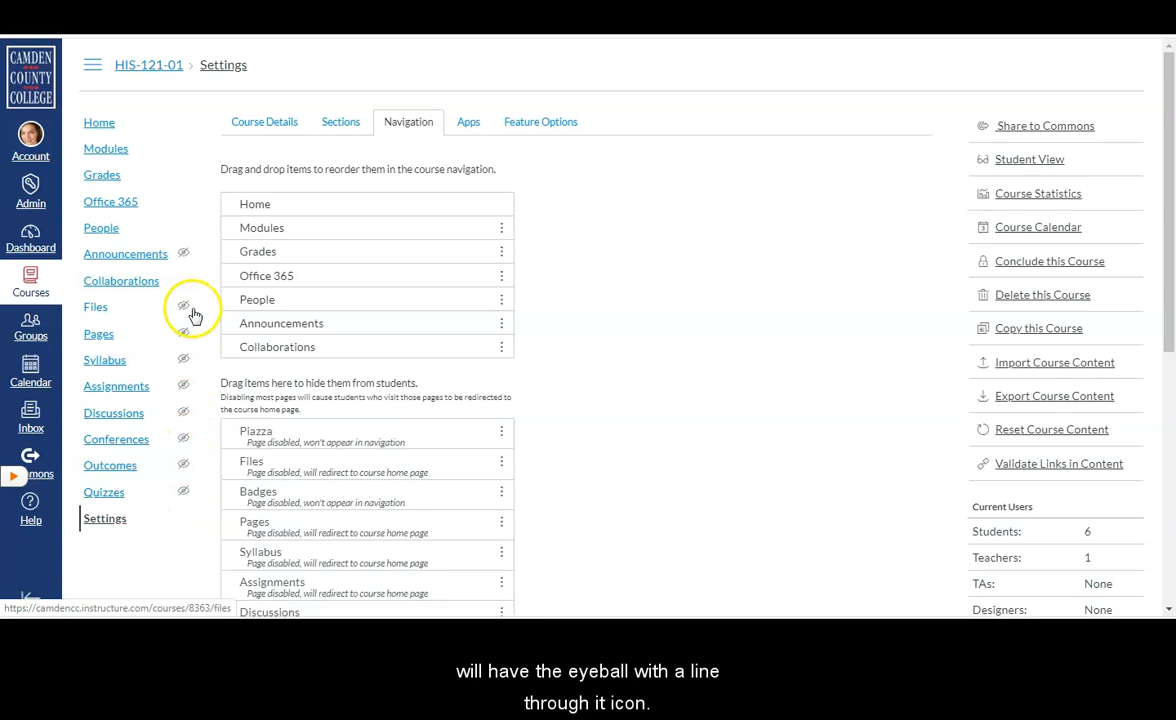 CAMDEN
COUNTY
COLLEGE
Account
Admin
Dashboard
Courses
Groups
Calendar
Inbox
mmons
Help
HIS-121-01 › Settings
Home
Modules
Grades
Office 365
People
Announcements
Collaborations
Files
Pages
Syllabus
Assignments
Discussions
Conferences
Outcomes
Quizzes
Settings
Course Details Sections Navigation Apps Feature Options
Drag and drop items to reorder them in the course navigation.
Home
Modules
Grades
Office 365
People
Announcements
Collaborations
Drag items here to hide them from students.
Disabling most pages will cause students who visit those pages to be redirected to
the course home page.
Piazza
Page disabled, won't appear in navigation
Files
Page disabled, will redirect to course home page
Badges
Page disabled, won't appear in navigation
Pages
Page disabled, will redirect to course home page
Syllabus
Page disabled, will redirect to course home page
Assignments
Page disabled, will redirect to course home page
Discussions
Share to Commons
Student View
Course Statistics
Course Calendar
Conclude this Course
Delete this Course
Copy this Course
Import Course Content
Export Course Content
Reset Course Content
Validate Links in Content
Current Users
Students: 6
Teachers: 1
TAs: None
Designers: None
https://camdencc.instructure.com/courses/8363/files
will have the eyeball with a line
through it icon.